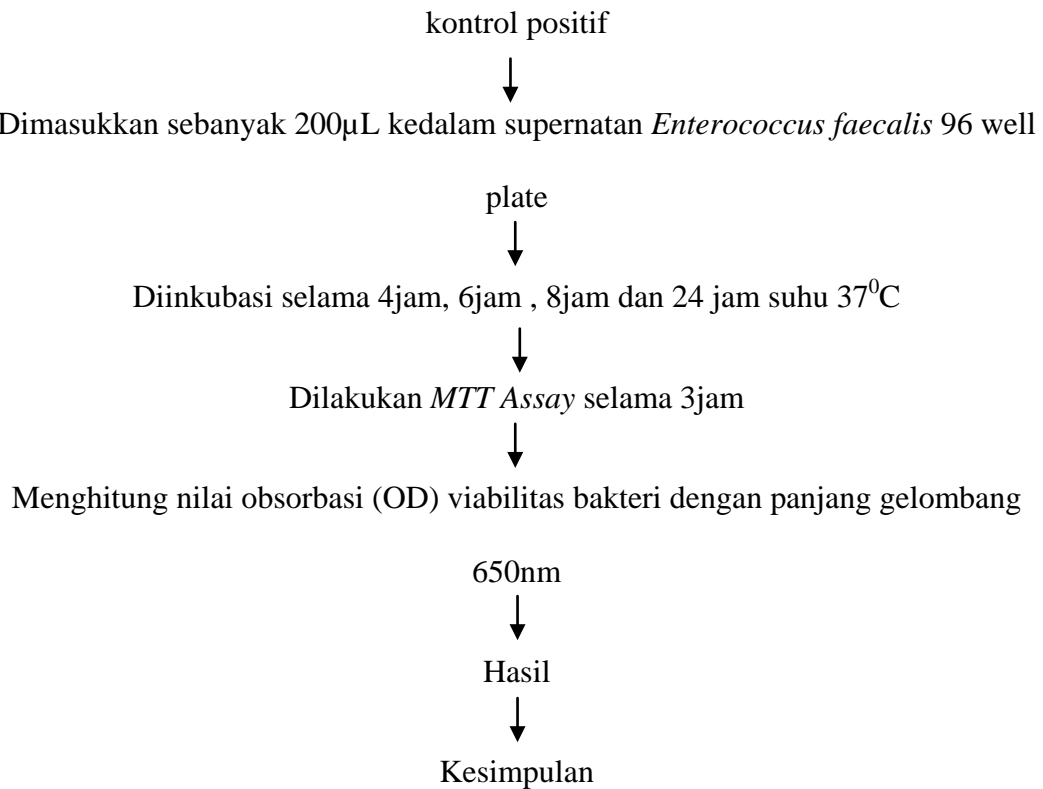 kontrol positif
Dimasukkan sebanyak 200µL kedalam supernatan Enterococcus faecalis 96 well
plate
Diinkubasi selama 4jam, 6jam , 8jam dan 24 jam suhu 37⁰C
Dilakukan MTT Assay selama 3jam
Menghitung nilai obsorbasi (OD) viabilitas bakteri dengan panjang gelombang
650nm
Hasil
Kesimpulan